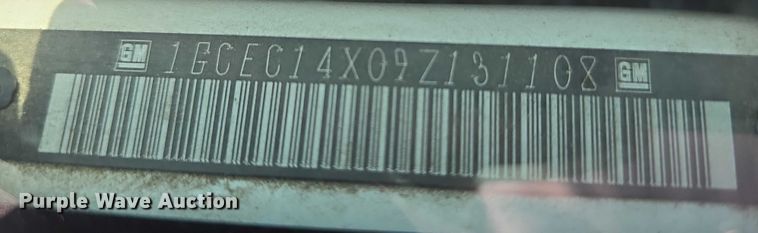 GM 1GCEC14X09Z131108 GM
Purple Wave Auction